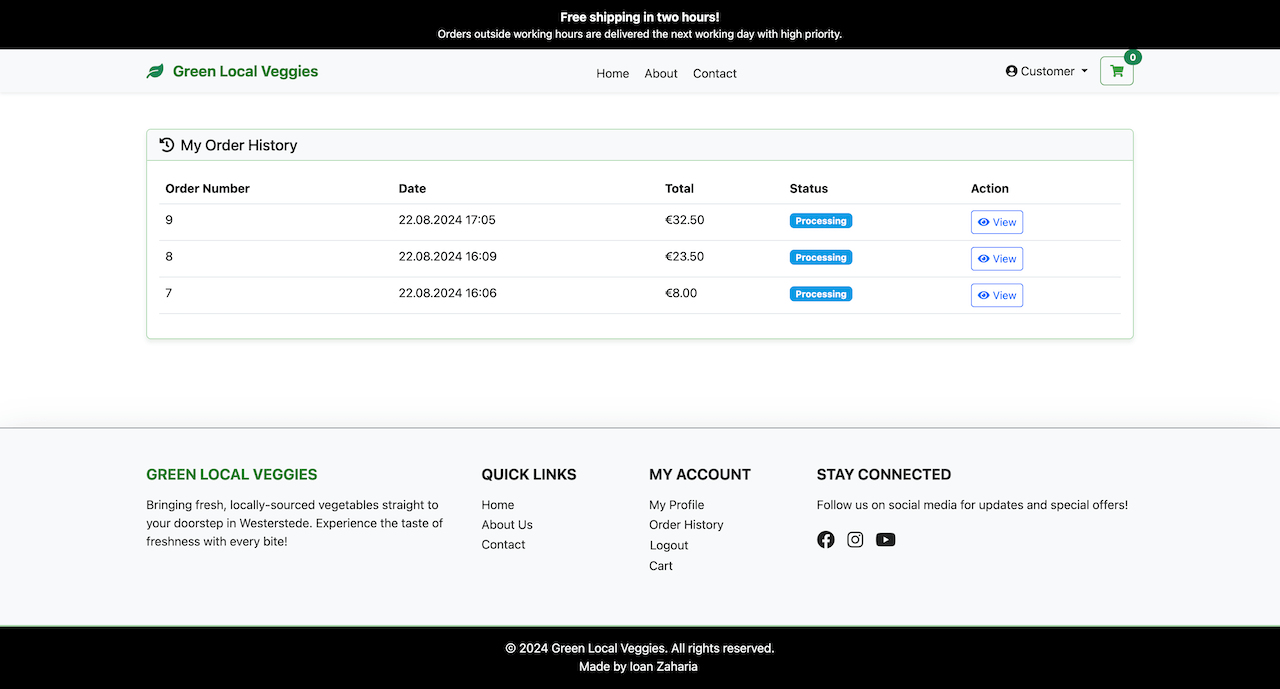 Free shipping in two hours!
Orders outside working hours are delivered the next working day with high priority.
Green Local Veggies
Home About Contact
Customer
0
My Order History
Order Number Date Total Status Action
9 22.08.2024 17:05 €32.50 Processing View
8 22.08.2024 16:09 €23.50 Processing View
7 22.08.2024 16:06 €8.00 Processing View
GREEN LOCAL VEGGIES
Bringing fresh, locally-sourced vegetables straight to
your doorstep in Westerstede. Experience the taste of
freshness with every bite!
QUICK LINKS
Home
About Us
Contact
MY ACCOUNT
My Profile
Order History
Logout
Cart
STAY CONNECTED
Follow us on social media for updates and special offers!
© 2024 Green Local Veggies. All rights reserved.
Made by Ioan Zaharia